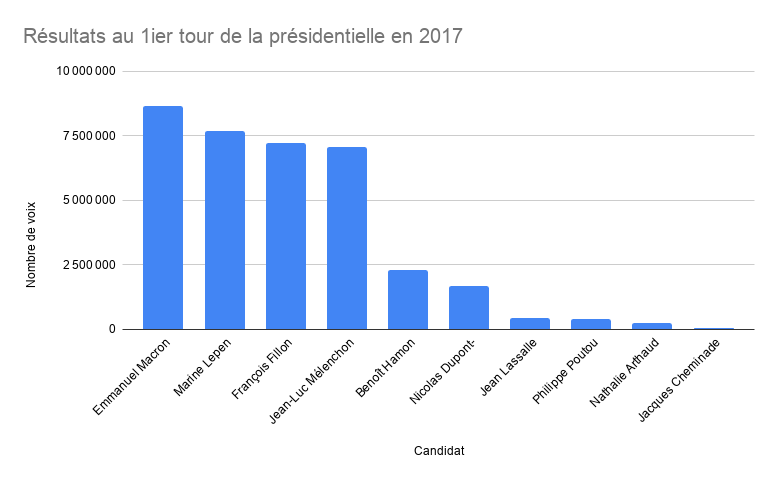 Résultats au 1ier tour de la présidentielle en 2017
Nombre de voix
10 000 000
7 500 000
5 000 000
2 500 000
0
Emmanuel Macron
Marine Lepen
François Fillon
Jean-Luc Mélenchon
Benoît Hamon
Nicolas Dupont-
Jean Lassalle
Philippe Poutou
Nathalie Arthaud
Jacques Cheminade
Candidat